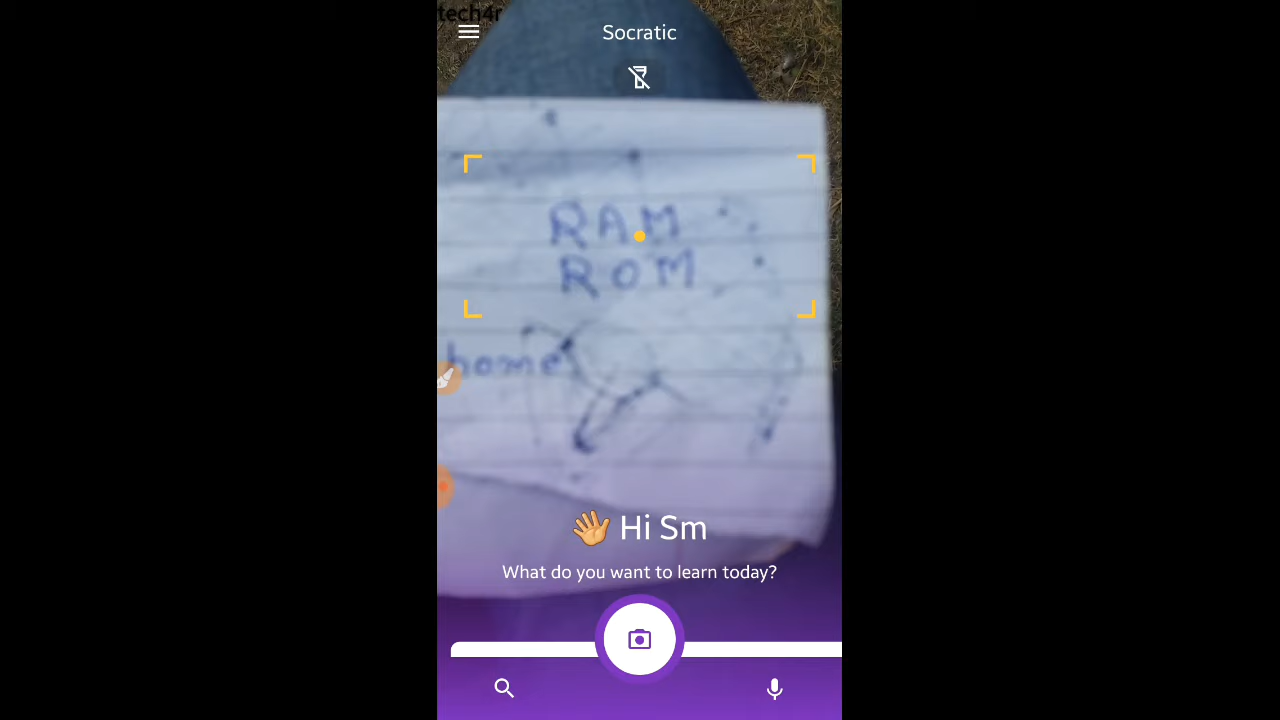 tech4r
Socratic
RAM
ROM
home
👋 Hi Sm
What do you want to learn today?